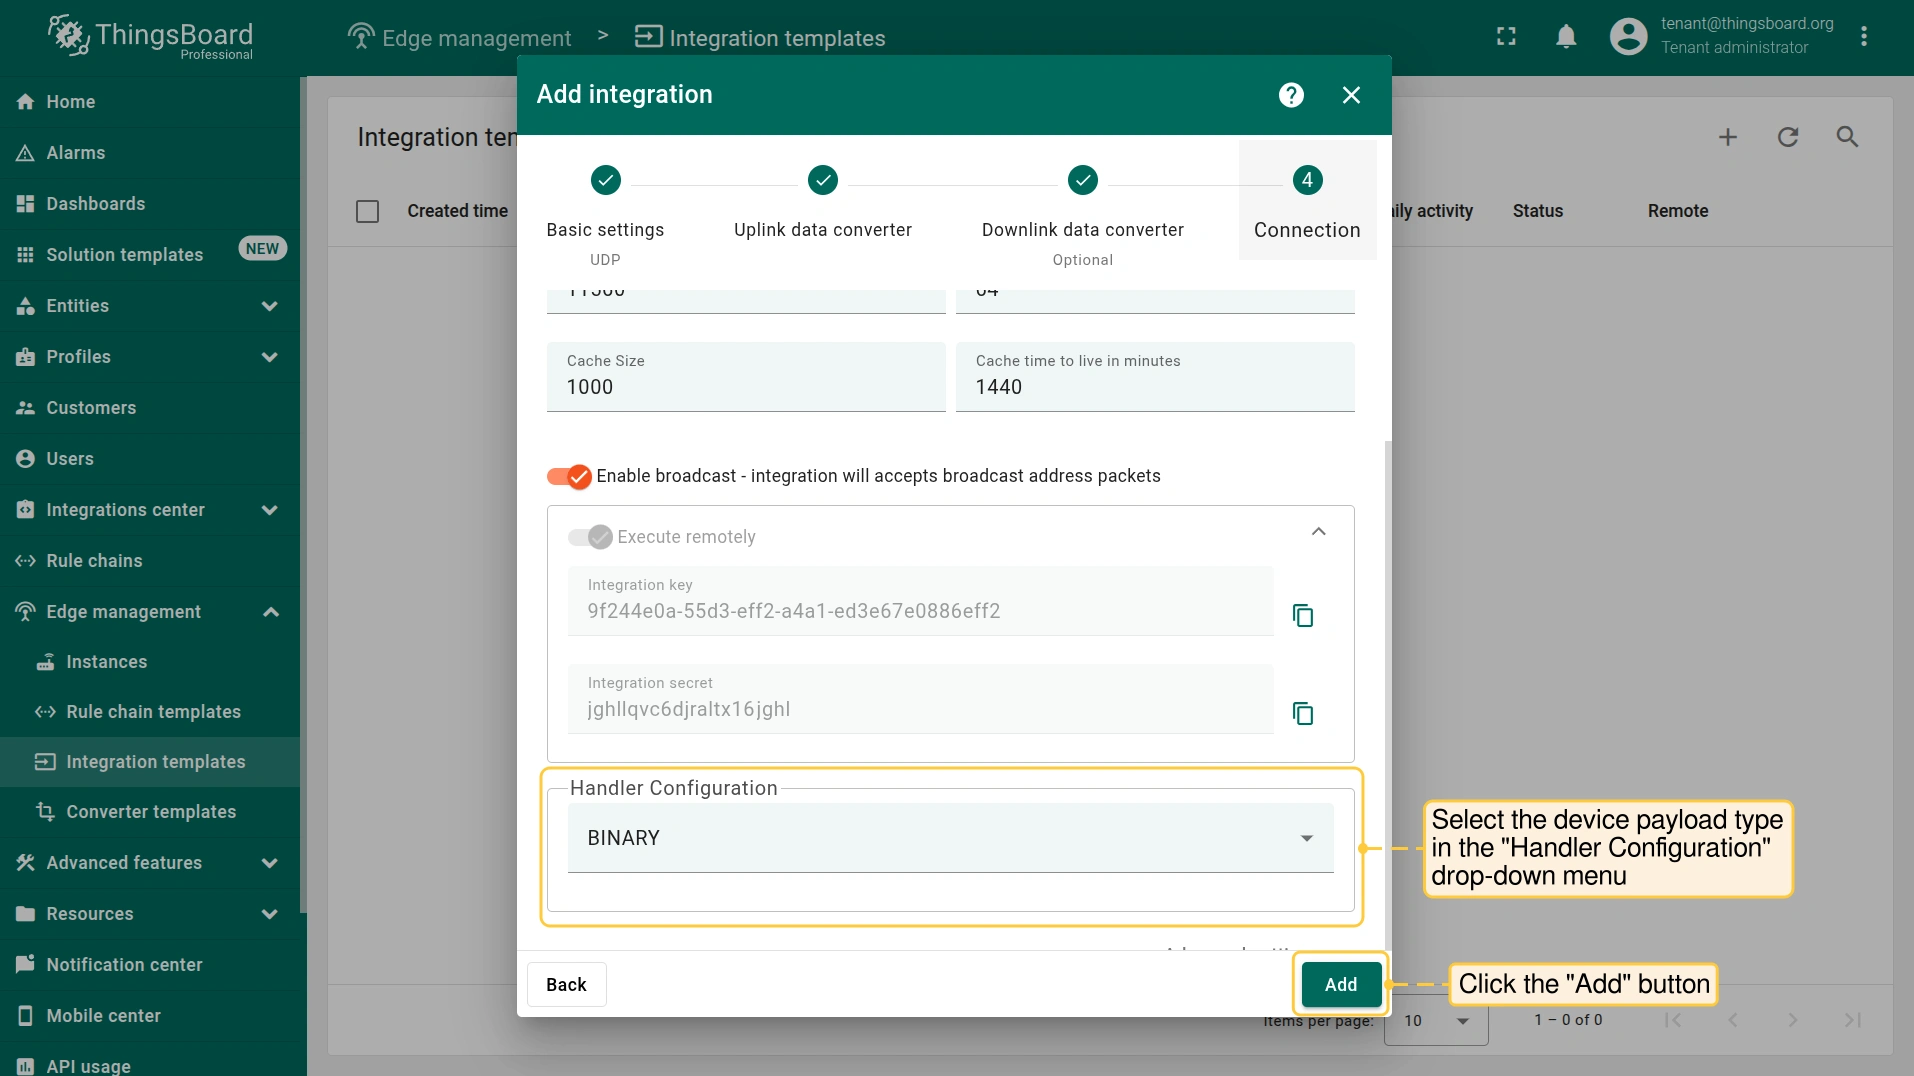 ThingsBoard
Professional
Edge management > Integration templates
tenant@thingsboard.org
Tenant administrator
Home
Alarms
Dashboards
Solution templates NEW
Entities
Profiles
Customers
Users
Integrations center
Rule chains
Edge management
Instances
Rule chain templates
Integration templates
Converter templates
Advanced features
Resources
Notification center
Mobile center
API usage
Created time
Status
Remote
activity
Integration
Add integration
?
4
Basic settings
UDP
Uplink data converter
Downlink data converter
Optional
Connection
Cache Size
1000
Cache time to live in minutes
1440
Enable broadcast - integration will accepts broadcast address packets
Execute remotely
Integration key
9f244e0a-55d3-eff2-a4a1-ed3e67e0886eff2
Integration secret
jghllqvc6djraltx16jghl
Handler Configuration
BINARY
Select the device payload type
in the "Handler Configuration"
drop-down menu
Back
Add
Click the "Add" button
Items per page: 10
1 – 0 of 0